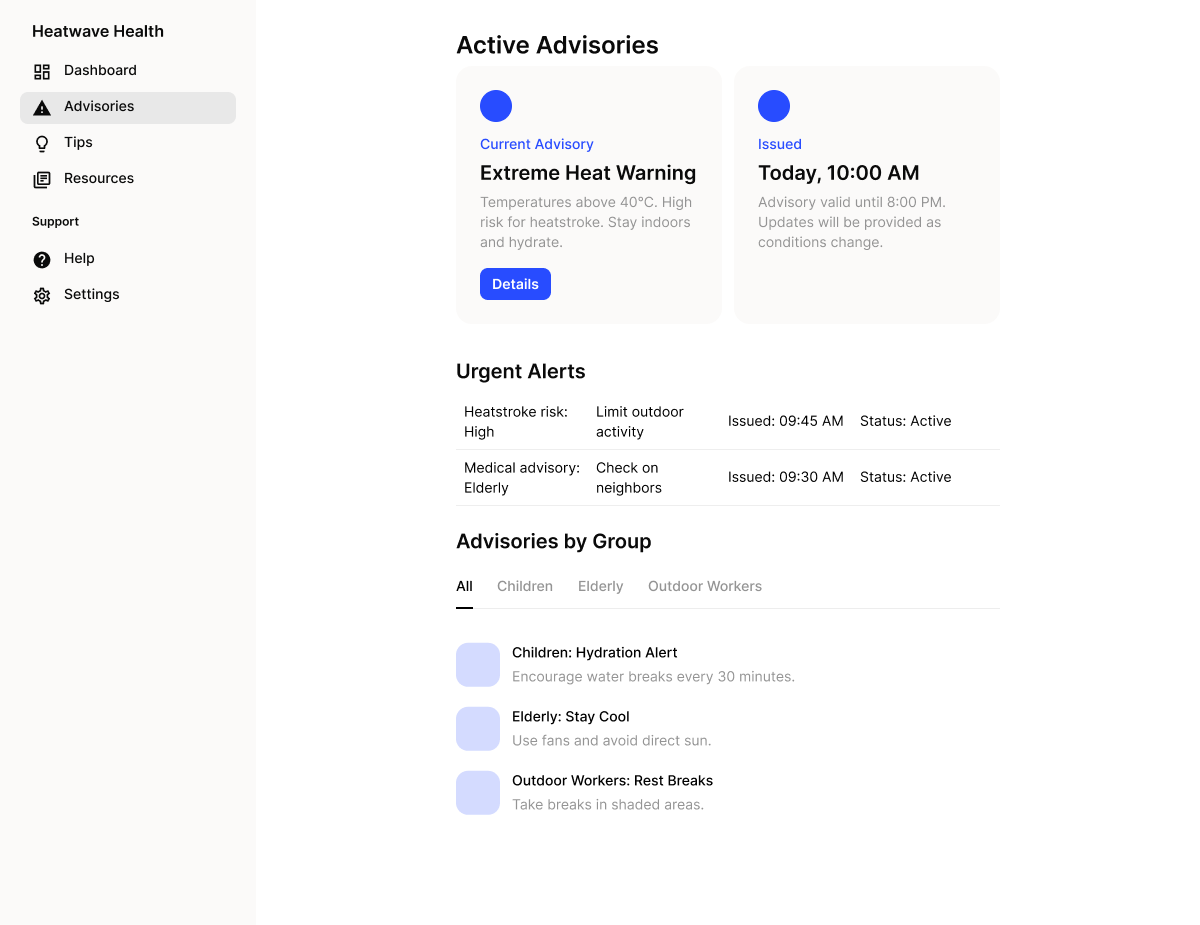 Heatwave Health
Dashboard
Advisories
Tips
Resources
Support
Help
Settings
Active Advisories
Current Advisory
Extreme Heat Warning
Temperatures above 40°C. High
risk for heatstroke. Stay indoors
and hydrate.
Details
Issued
Today, 10:00 AM
Advisory valid until 8:00 PM.
Updates will be provided as
conditions change.
Urgent Alerts
Heatstroke risk:
High
Limit outdoor
activity
Issued: 09:45 AM
Status: Active
Medical advisory:
Elderly
Check on
neighbors
Issued: 09:30 AM
Status: Active
Advisories by Group
All
Children
Elderly
Outdoor Workers
Children: Hydration Alert
Encourage water breaks every 30 minutes.
Elderly: Stay Cool
Use fans and avoid direct sun.
Outdoor Workers: Rest Breaks
Take breaks in shaded areas.